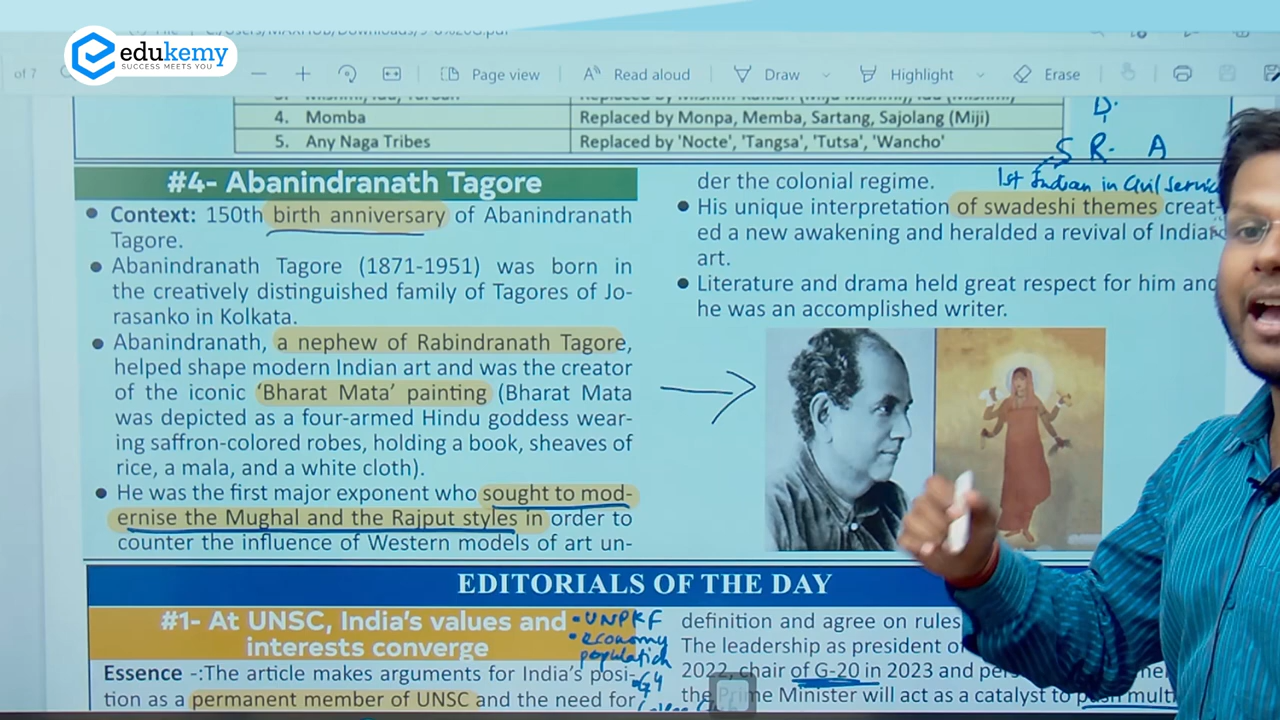 edukemy
SUCCESS MEETS YOU
of 7
Page view
Read aloud
Draw
Highlight
Erase
4. Momba
Replaced by Monpa, Memba, Sartang, Sajolang (Miji)
5. Any Naga Tribes
Replaced by 'Nocte', 'Tangsa', 'Tutsa', 'Wancho'
D.
S R. A
1st Indian in Civil Service
#4- Abanindranath Tagore
Context: 150th birth anniversary of Abanindranath
Tagore.
Abanindranath Tagore (1871-1951) was born in
the creatively distinguished family of Tagores of Jo-
rasanko in Kolkata.
Abanindranath, a nephew of Rabindranath Tagore,
helped shape modern Indian art and was the creator
of the iconic 'Bharat Mata' painting (Bharat Mata
was depicted as a four-armed Hindu goddess wear-
ing saffron-colored robes, holding a book, sheaves of
rice, a mala, and a white cloth).
He was the first major exponent who sought to mod-
ernise the Mughal and the Rajput styles in order to
counter the influence of Western models of art un-
der the colonial regime.
His unique interpretation of swadeshi themes creat-
ed a new awakening and heralded a revival of Indian
art.
Literature and drama held great respect for him and
he was an accomplished writer.
EDITORIALS OF THE DAY
#1- At UNSC, India's values and
interests converge
• UNPKF
• economy
population
G4
Essence -:The article makes arguments for India's posi-
tion as a permanent member of UNSC and the need for
definition and agree on rules
The leadership as president of
2022, chair of G-20 in 2023 and
the Prime Minister will act as a catalyst to push mult